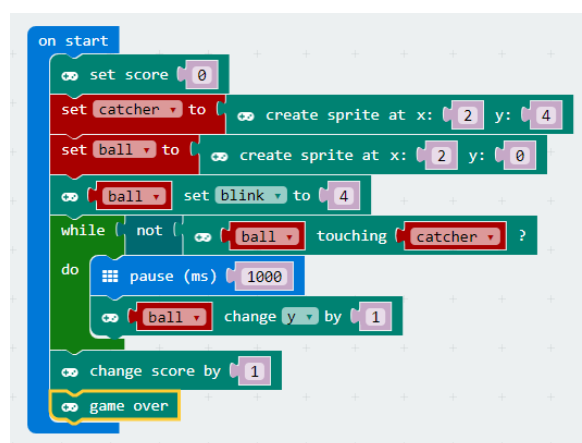 on start
set score 0
set catcher to create sprite at x: 2 y: 4
set ball to create sprite at x: 2 y: 0
ball set blink to 4
while not ball touching catcher ?
do
pause (ms) 1000
ball change y by 1
change score by 1
game over